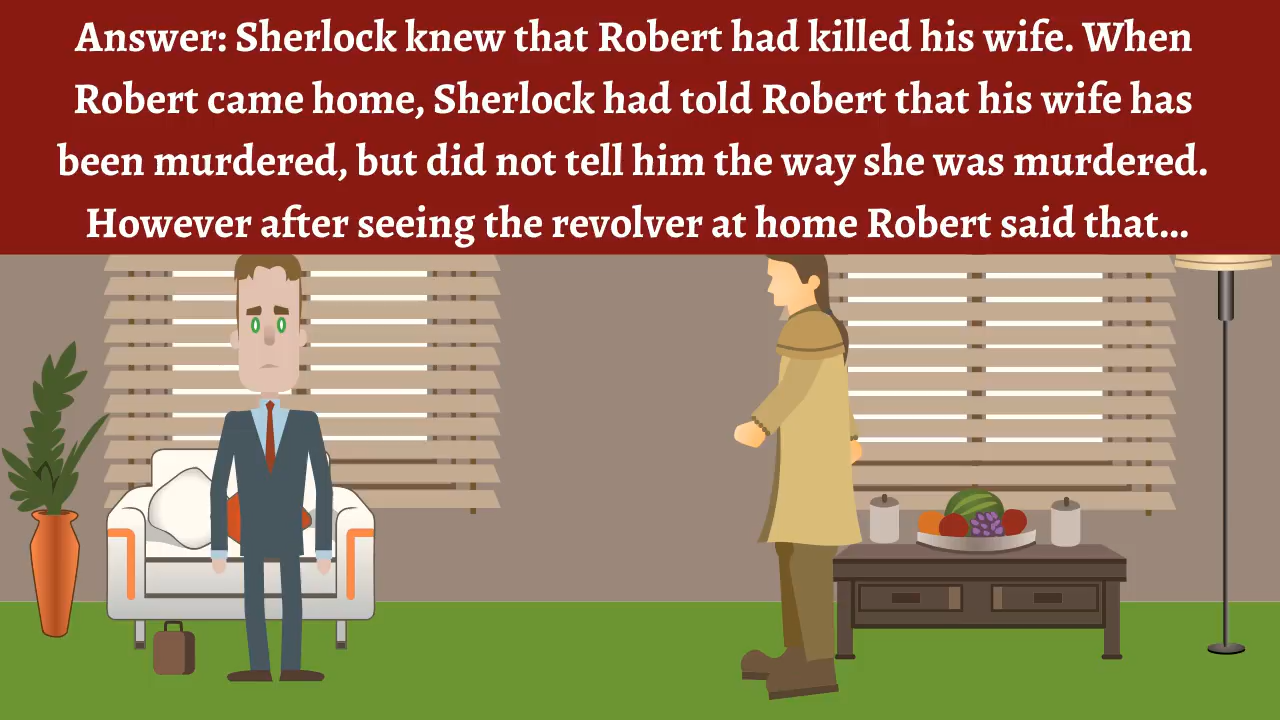 Answer: Sherlock knew that Robert had killed his wife. When
Robert came home, Sherlock had told Robert that his wife has
been murdered, but did not tell him the way she was murdered.
However after seeing the revolver at home Robert said that...